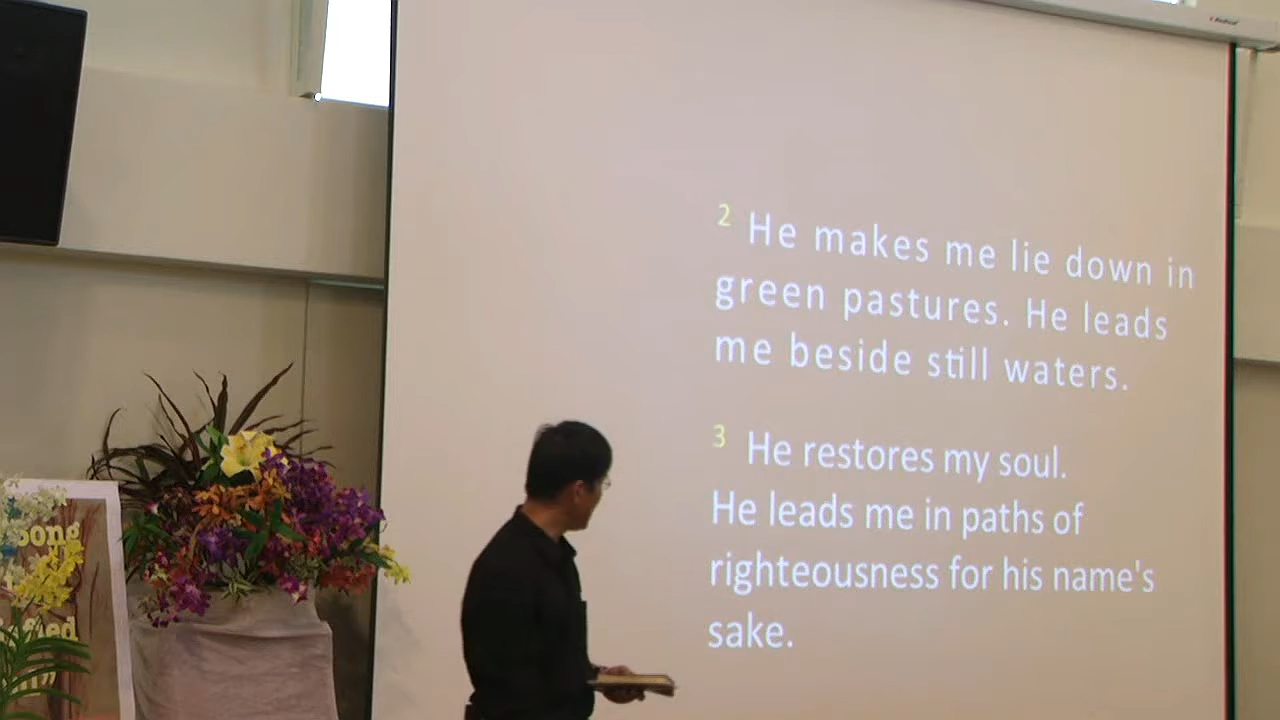 2 He makes me lie down in
green pastures. He leads
me beside still waters.
3 He restores my soul.
He leads me in paths of
righteousness for his name's
sake.
song